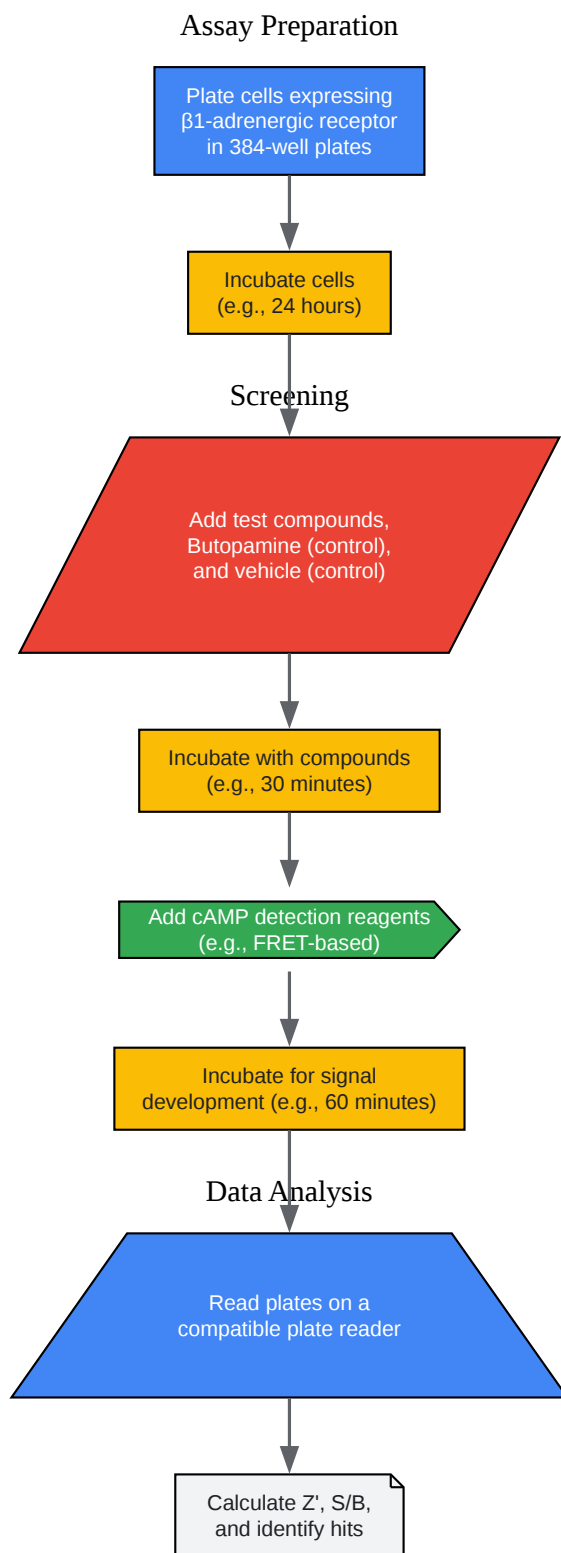 Assay Preparation
Plate cells expressing
β1-adrenergic receptor
in 384-well plates
Incubate cells
(e.g., 24 hours)
Screening
Add test compounds,
Butopamine (control),
and vehicle (control)
Incubate with compounds
(e.g., 30 minutes)
Add cAMP detection reagents
(e.g., FRET-based)
Incubate for signal
development (e.g., 60 minutes)
Data Analysis
Read plates on a
compatible plate reader
Calculate Z', S/B,
and identify hits